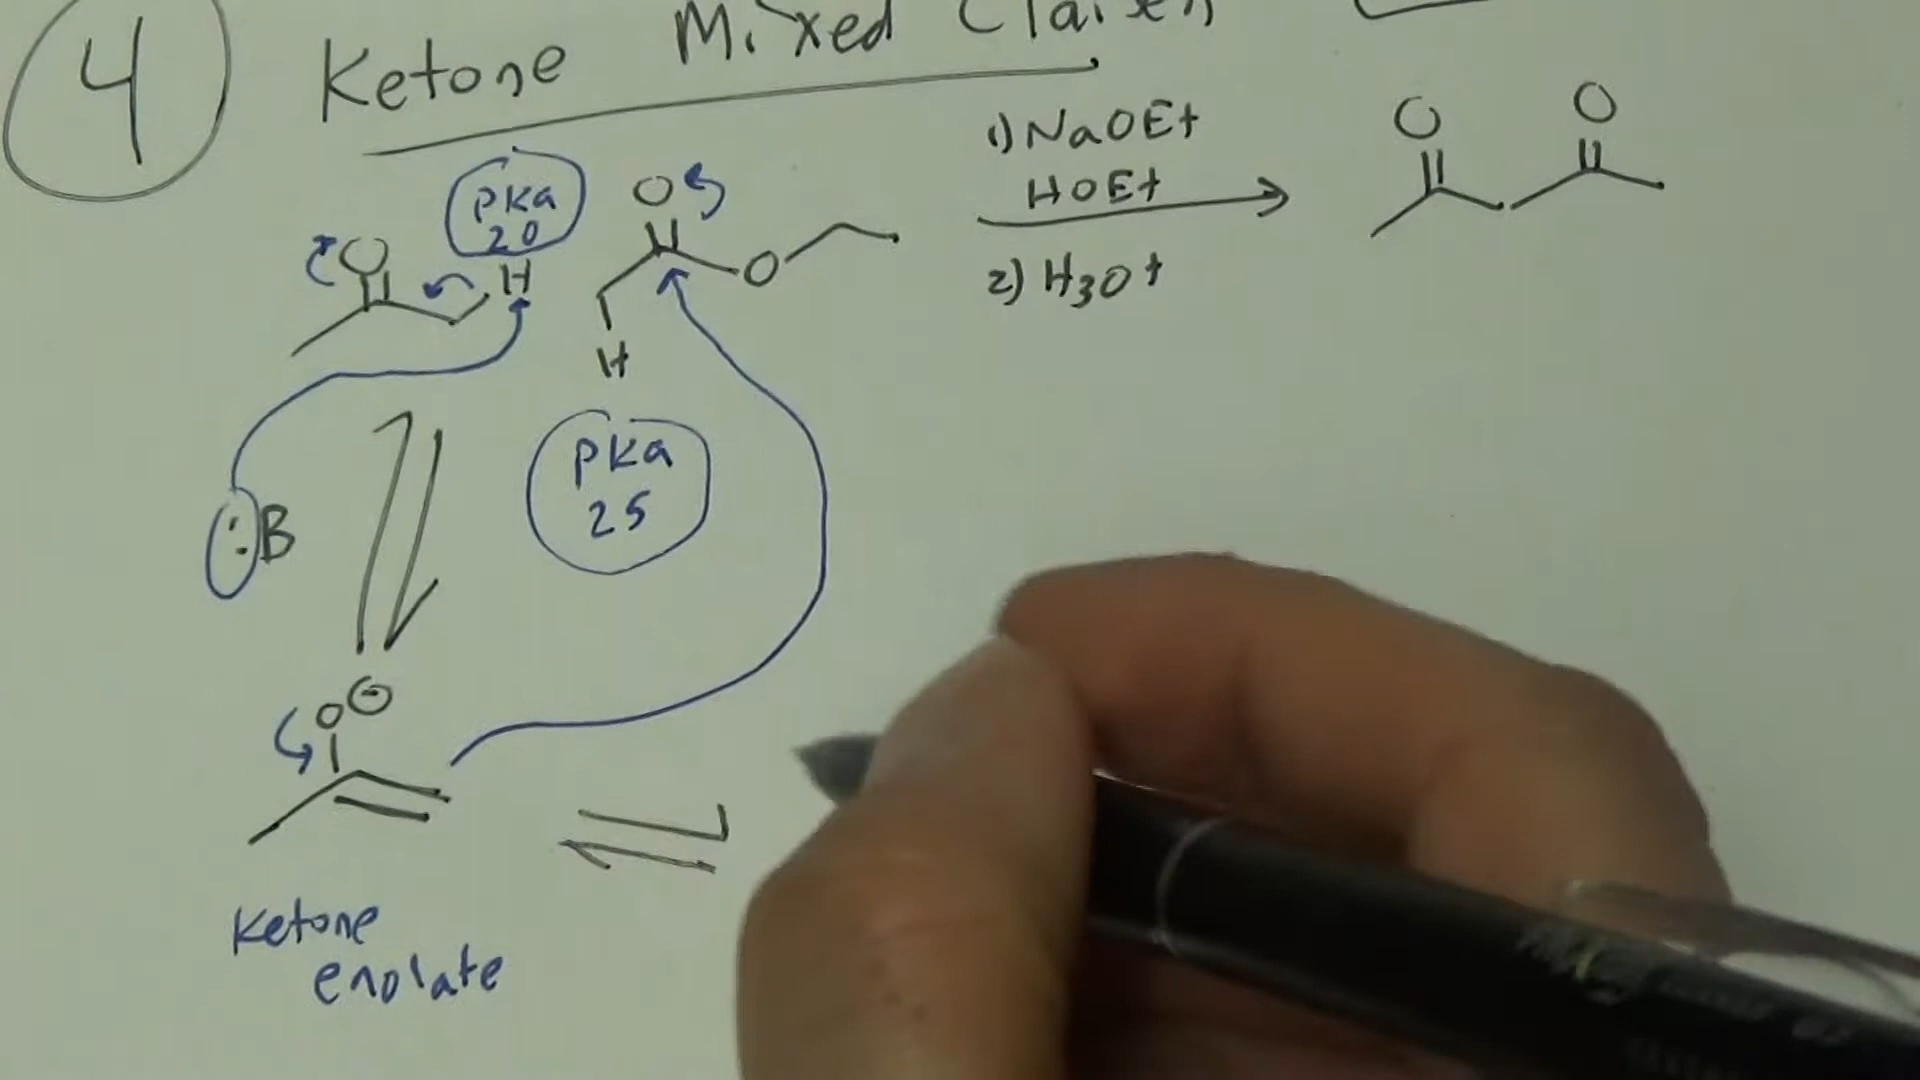 4
Ketone Mixed Claisen
1) NaOEt
HOEt
2) H3O+
O
O
pKa
20
O
O
H
O
H
pKa
25
:B
O⊖
Ketone
enolate